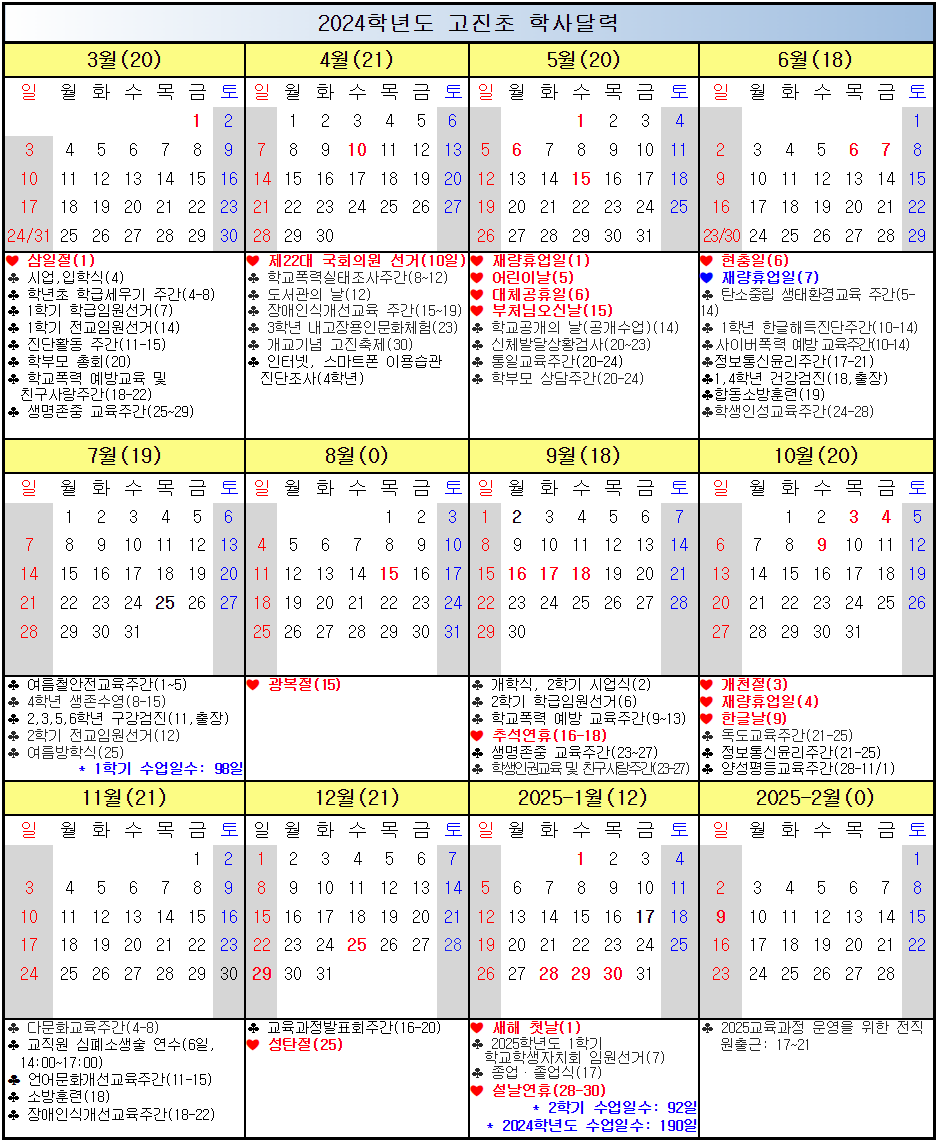 2024학년도 고진초 학사달력
3월(20) 4월(21) 5월(20) 6월(18)
일 월 화 수 목 금 토 일 월 화 수 목 금 토 일 월 화 수 목 금 토 일 월 화 수 목 금 토
1 2 1 2 3 4 5 6 1 2 3 4 1
3 4 5 6 7 8 9 7 8 9 10 11 12 13 5 6 7 8 9 10 11 2 3 4 5 6 7 8
10 11 12 13 14 15 16 14 15 16 17 18 19 20 12 13 14 15 16 17 18 9 10 11 12 13 14 15
17 18 19 20 21 22 23 21 22 23 24 25 26 27 19 20 21 22 23 24 25 16 17 18 19 20 21 22
24/31 25 26 27 28 29 30 28 29 30 26 27 28 29 30 31 23/30 24 25 26 27 28 29
♥ 삼일절(1)
♣ 시업,입학식(4)
♣ 학년초 학급세우기 주간(4-8)
♣ 1학기 학급임원선거(7)
♣ 1학기 전교임원선거(14)
♣ 진단활동 주간(11-15)
♣ 학부모 총회(20)
♣ 학교폭력 예방교육 및
친구사랑주간(18-22)
♣ 생명존중 교육주간(25~29)
♥ 제22대 국회의원 선거(10일)
♣ 학교폭력실태조사주간(8~12)
♣ 도서관의 날(12)
♣ 장애인식개선교육 주간(15~19)
♣ 3학년 내고장용인문화체험(23)
♣ 개교기념 고진축제(30)
♣ 인터넷, 스마트폰 이용습관
진단조사(4학년)
♥ 재량휴업일(1)
♥ 어린이날(5)
♥ 대체공휴일(6)
♥ 부처님오신날(15)
♣ 학교공개의 날(공개수업)(14)
♣ 신체발달상황검사(20~23)
♣ 통일교육주간(20~24)
♣ 학부모 상담주간(20-24)
♥ 현충일(6)
♥ 재량휴업일(7)
♣ 탄소중립 생태환경교육 주간(5-
14)
♣ 1학년 한글해득진단주간(10-14)
♣사이버폭력 예방 교육주간(10-14)
♣정보통신윤리주간(17-21)
♣1,4학년 건강검진(18,출장)
♣합동소방훈련(19)
♣학생인성교육주간(24-28)
7월(19) 8월(0) 9월(18) 10월(20)
일 월 화 수 목 금 토 일 월 화 수 목 금 토 일 월 화 수 목 금 토 일 월 화 수 목 금 토
1 2 3 4 5 6 1 2 3 1 2 3 4 5 6 7 1 2 3 4 5
7 8 9 10 11 12 13 4 5 6 7 8 9 10 8 9 10 11 12 13 14 6 7 8 9 10 11 12
14 15 16 17 18 19 20 11 12 13 14 15 16 17 15 16 17 18 19 20 21 13 14 15 16 17 18 19
21 22 23 24 25 26 27 18 19 20 21 22 23 24 22 23 24 25 26 27 28 20 21 22 23 24 25 26
28 29 30 31 25 26 27 28 29 30 31 29 30 27 28 29 30 31
♣ 여름철안전교육주간(1~5)
♣ 4학년 생존수영(8-15)
♣ 2,3,5,6학년 구강검진(11,출장)
♣ 2학기 전교임원선거(12)
♣ 여름방학식(25)
* 1학기 수업일수: 98일
♥ 광복절(15)
♣ 개학식, 2학기 시업식(2)
♣ 2학기 학급임원선거(6)
♣ 학교폭력 예방 교육주간(9~13)
♥ 추석연휴(16-18)
♣ 생명존중 교육주간(23~27)
♣ 학생인권교육 및 친구사랑주간(23-27)
♥ 개천절(3)
♥ 재량휴업일(4)
♥ 한글날(9)
♣ 독도교육주간(21-25)
♣ 정보통신윤리주간(21-25)
♣ 양성평등교육주간(28-11/1)
11월(21) 12월(21) 2025-1월(12) 2025-2월(0)
일 월 화 수 목 금 토 일 월 화 수 목 금 토 일 월 화 수 목 금 토 일 월 화 수 목 금 토
1 2 1 2 3 4 5 6 7 1 2 3 4 1
3 4 5 6 7 8 9 8 9 10 11 12 13 14 5 6 7 8 9 10 11 2 3 4 5 6 7 8
10 11 12 13 14 15 16 15 16 17 18 19 20 21 12 13 14 15 16 17 18 9 10 11 12 13 14 15
17 18 19 20 21 22 23 22 23 24 25 26 27 28 19 20 21 22 23 24 25 16 17 18 19 20 21 22
24 25 26 27 28 29 30 29 30 31 26 27 28 29 30 31 23 24 25 26 27 28
♣ 다문화교육주간(4-8)
♣ 교직원 심폐소생술 연수(6일,
14:00~17:00)
♣ 언어문화개선교육주간(11-15)
♣ 소방훈련(18)
♣ 장애인식개선교육주간(18-22)
♣ 교육과정발표회주간(16-20)
♥ 성탄절(25)
♥ 새해 첫날(1)
♣ 2025학년도 1학기
학교학생자치회 임원선거(7)
♣ 종업·졸업식(17)
♥ 설날연휴(28-30)
* 2학기 수업일수: 92일
* 2024학년도 수업일수: 190일
♣ 2025교육과정 운영을 위한 전직
원출근: 17~21